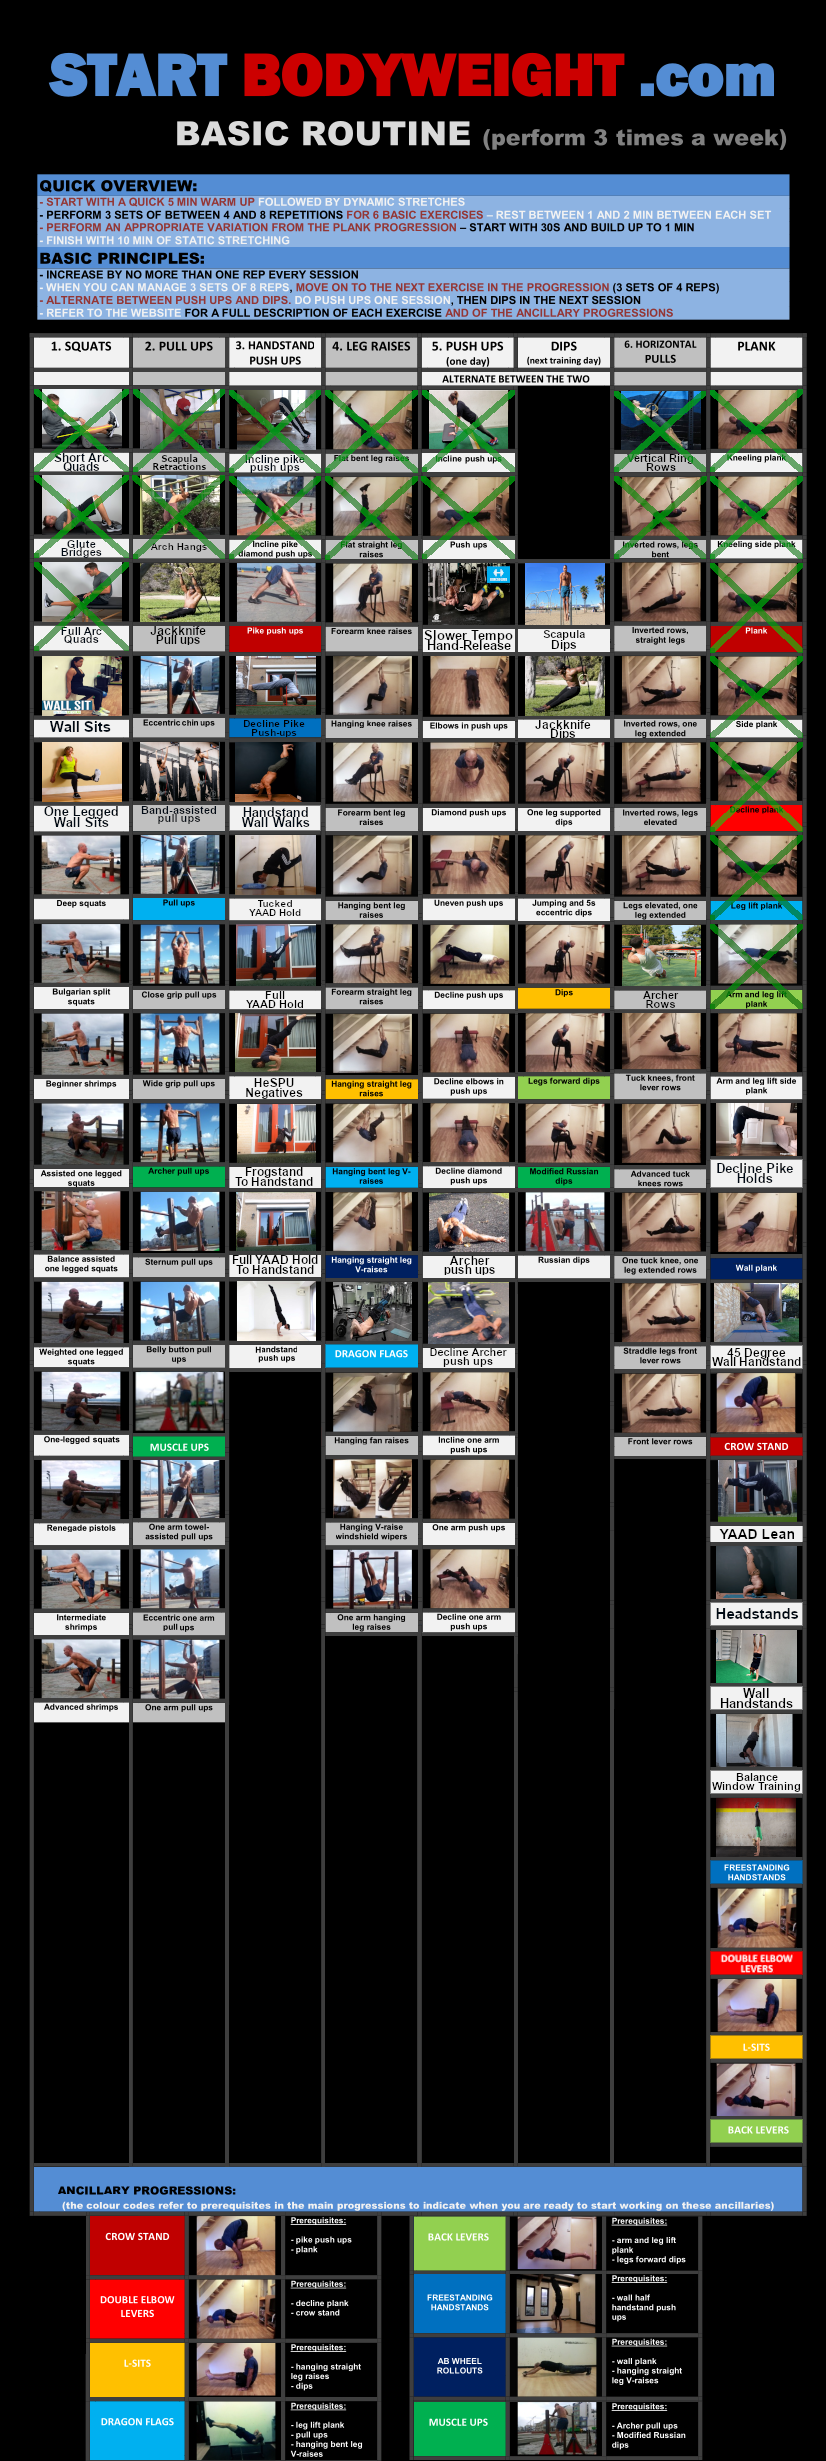 START BODYWEIGHT .com
BASIC ROUTINE (perform 3 times a week)
QUICK OVERVIEW:
- START WITH A QUICK 5 MIN WARM UP FOLLOWED BY DYNAMIC STRETCHES
- PERFORM 3 SETS OF BETWEEN 4 AND 8 REPETITIONS FOR 6 BASIC EXERCISES – REST BETWEEN 1 AND 2 MIN BETWEEN EACH SET
- PERFORM AN APPROPRIATE VARIATION FROM THE PLANK PROGRESSION – START WITH 30S AND BUILD UP TO 1 MIN
- FINISH WITH 10 MIN OF STATIC STRETCHING
BASIC PRINCIPLES:
- INCREASE BY NO MORE THAN ONE REP EVERY SESSION
- WHEN YOU CAN MANAGE 3 SETS OF 8 REPS, MOVE ON TO THE NEXT EXERCISE IN THE PROGRESSION (3 SETS OF 4 REPS)
- ALTERNATE BETWEEN PUSH UPS AND DIPS. DO PUSH UPS ONE SESSION, THEN DIPS IN THE NEXT SESSION
- REFER TO THE WEBSITE FOR A FULL DESCRIPTION OF EACH EXERCISE AND OF THE ANCILLARY PROGRESSIONS
1. SQUATS
Short Arc
Quads
Glute
Bridges
Full Arc
Quads
WALL SIT
Wall Sits
One Legged
Wall Sits
Deep squats
Bulgarian split
squats
Beginner shrimps
Assisted one legged
squats
Balance assisted
one legged squats
Weighted one legged
squats
One-legged squats
Renegade pistols
Intermediate
shrimps
Advanced shrimps
2. PULL UPS
Scapula
Retractions
Arch Hangs
Jackknife
Pull ups
Eccentric chin ups
Band-assisted
pull ups
Pull ups
Close grip pull ups
Wide grip pull ups
Archer pull ups
Sternum pull ups
Belly button pull
ups
MUSCLE UPS
One arm towel-
assisted pull ups
Eccentric one arm
pull ups
One arm pull ups
3. HANDSTAND
PUSH UPS
Incline pike
push ups
Incline pike
diamond push ups
Pike push ups
Decline Pike
Push-ups
Handstand
Wall Walks
Tucked
YAAD Hold
Full
YAAD Hold
HeSPU
Negatives
Frogstand
To Handstand
Full YAAD Hold
To Handstand
Handstand
push ups
4. LEG RAISES
Flat bent leg raises
Flat straight leg
raises
Forearm knee raises
Hanging knee raises
Forearm bent leg
raises
Hanging bent leg
raises
Forearm straight leg
raises
Hanging straight leg
raises
Hanging bent leg V-
raises
Hanging straight leg
V-raises
DRAGON FLAGS
Hanging fan raises
Hanging V-raise
windshield wipers
One arm hanging
leg raises
5. PUSH UPS
(one day)
DIPS
(next training day)
ALTERNATE BETWEEN THE TWO
Incline push ups
Push ups
Slower Tempo
Hand-Release
Elbows in push ups
Diamond push ups
Uneven push ups
Decline push ups
Decline elbows in
push ups
Decline diamond
push ups
Archer
push ups
Decline Archer
push ups
Incline one arm
push ups
One arm push ups
Decline one arm
push ups
Scapula
Dips
Jackknife
Dips
One leg supported
dips
Jumping and 5s
eccentric dips
Dips
Legs forward dips
Modified Russian
dips
Russian dips
6. HORIZONTAL
PULLS
Vertical Ring
Rows
Inverted rows, legs
bent
Inverted rows,
straight legs
Inverted rows, one
leg extended
Inverted rows, legs
elevated
Legs elevated, one
leg extended
Archer
Rows
Tuck knees, front
lever rows
Advanced tuck
knees rows
One tuck knee, one
leg extended rows
Straddle legs front
lever rows
Front lever rows
PLANK
Kneeling plank
Kneeling side plank
Plank
Side plank
Decline plank
Leg lift plank
Arm and leg lift
plank
Arm and leg lift side
plank
Decline Pike
Holds
Wall plank
45 Degree
Wall Handstand
CROW STAND
YAAD Lean
Headstands
Wall
Handstands
Balance
Window Training
FREESTANDING
HANDSTANDS
DOUBLE ELBOW
LEVERS
L-SITS
BACK LEVERS
ANCILLARY PROGRESSIONS:
(the colour codes refer to prerequisites in the main progressions to indicate when you are ready to start working on these ancillaries)
CROW STAND
Prerequisites:
- pike push ups
- plank
DOUBLE ELBOW
LEVERS
Prerequisites:
- decline plank
- crow stand
L-SITS
Prerequisites:
- hanging straight
leg raises
- dips
DRAGON FLAGS
Prerequisites:
- leg lift plank
- pull ups
- hanging bent leg
V-raises
BACK LEVERS
Prerequisites:
- arm and leg lift
plank
- legs forward dips
FREESTANDING
HANDSTANDS
Prerequisites:
- wall half
handstand push
ups
AB WHEEL
ROLLOUTS
Prerequisites:
- wall plank
- hanging straight
leg V-raises
MUSCLE UPS
Prerequisites:
- Archer pull ups
- Modified Russian
dips